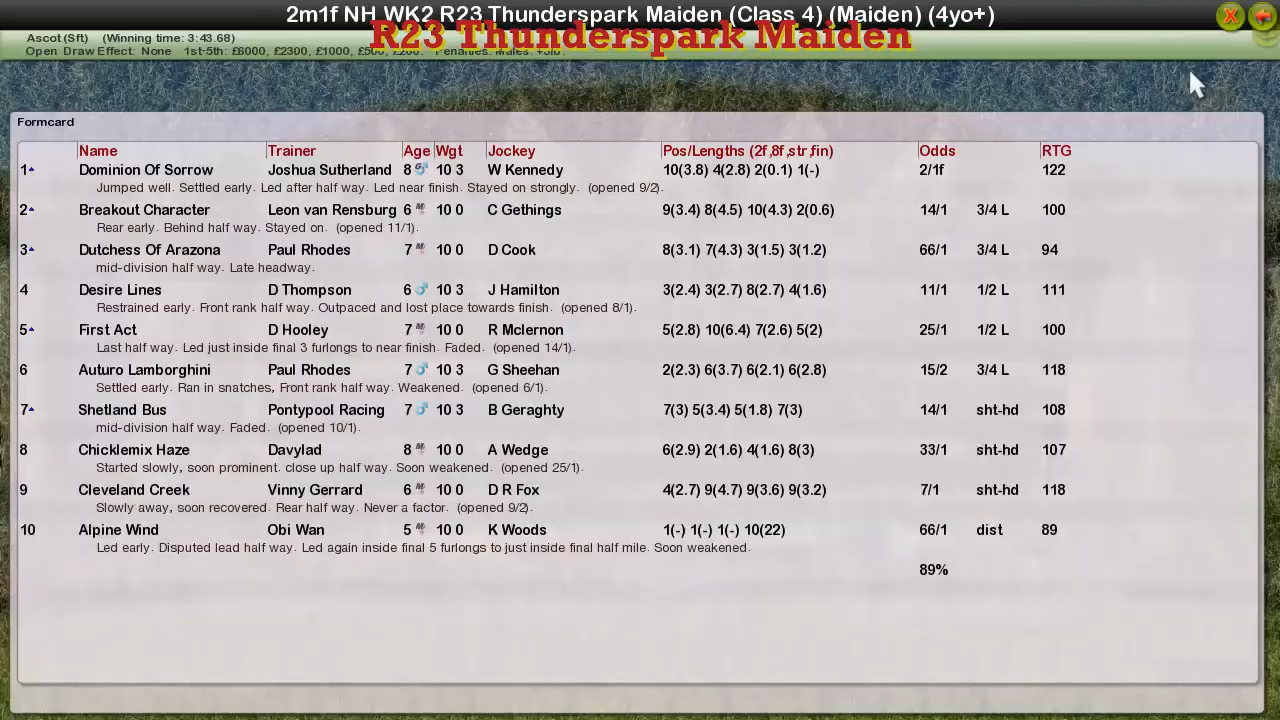 2m1f NH WK2 R23 Thunderspark Maiden (Class 4) (Maiden) (4yo+)
R23 Thunderspark Maiden
Ascot(Sft) (Winning time: 3:43.68)
Open Draw Effect: None 1st-5th: £6000, £2300, £1000, £500, £200. Penalties: Males: +3lb.
Formcard
Name Trainer Age Wgt Jockey Pos/Lengths (2f,8f,str,fin) Odds RTG
1 Dominion Of Sorrow Joshua Sutherland 8 10 3 W Kennedy 10(3.8) 4(2.8) 2(0.1) 1(-) 2/1f 122
Jumped well. Settled early. Led after half way. Led near finish. Stayed on strongly. (opened 9/2).
2 Breakout Character Leon van Rensburg 6 10 0 C Gethings 9(3.4) 8(4.5) 10(4.3) 2(0.6) 14/1 3/4 L 100
Rear early. Behind half way. Stayed on. (opened 11/1).
3 Dutchess Of Arazona Paul Rhodes 7 10 0 D Cook 8(3.1) 7(4.3) 3(1.5) 3(1.2) 66/1 3/4 L 94
mid-division half way. Late headway.
4 Desire Lines D Thompson 6 10 3 J Hamilton 3(2.4) 3(2.7) 8(2.7) 4(1.6) 11/1 1/2 L 111
Restrained early. Front rank half way. Outpaced and lost place towards finish. (opened 8/1).
5 First Act D Hooley 7 10 0 R Mclernon 5(2.8) 10(6.4) 7(2.6) 5(2) 25/1 1/2 L 100
Last half way. Led just inside final 3 furlongs to near finish. Faded. (opened 14/1).
6 Auturo Lamborghini Paul Rhodes 7 10 3 G Sheehan 2(2.3) 6(3.7) 6(2.1) 6(2.8) 15/2 3/4 L 118
Settled early. Ran in snatches, Front rank half way. Weakened. (opened 6/1).
7 Shetland Bus Pontypool Racing 7 10 3 B Geraghty 7(3) 5(3.4) 5(1.8) 7(3) 14/1 sht-hd 108
mid-division half way. Faded. (opened 10/1).
8 Chicklemix Haze Davylad 8 10 0 A Wedge 6(2.9) 2(1.6) 4(1.6) 8(3) 33/1 sht-hd 107
Started slowly, soon prominent. close up half way. Soon weakened. (opened 25/1).
9 Cleveland Creek Vinny Gerrard 6 10 0 D R Fox 4(2.7) 9(4.7) 9(3.6) 9(3.2) 7/1 sht-hd 118
Slowly away, soon recovered. Rear half way. Never a factor. (opened 9/2).
10 Alpine Wind Obi Wan 5 10 0 K Woods 1(-) 1(-) 1(-) 10(22) 66/1 dist 89
Led early. Disputed lead half way. Led again inside final 5 furlongs to just inside final half mile. Soon weakened.
89%